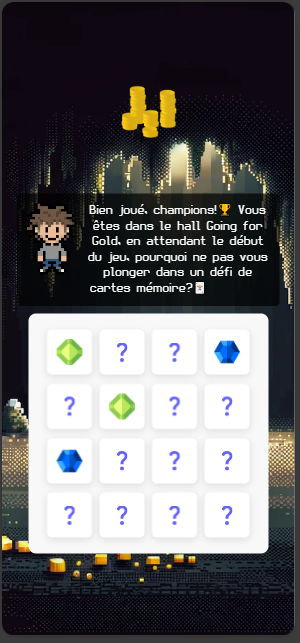 Bien joué, champions!🏆 Vous
êtes dans le hall Going for
Gold, en attendant le début
du jeu, pourquoi ne pas vous
plonger dans un défi de
cartes mémoire?🃏
? ?
? ? ?
? ? ?
? ? ? ?